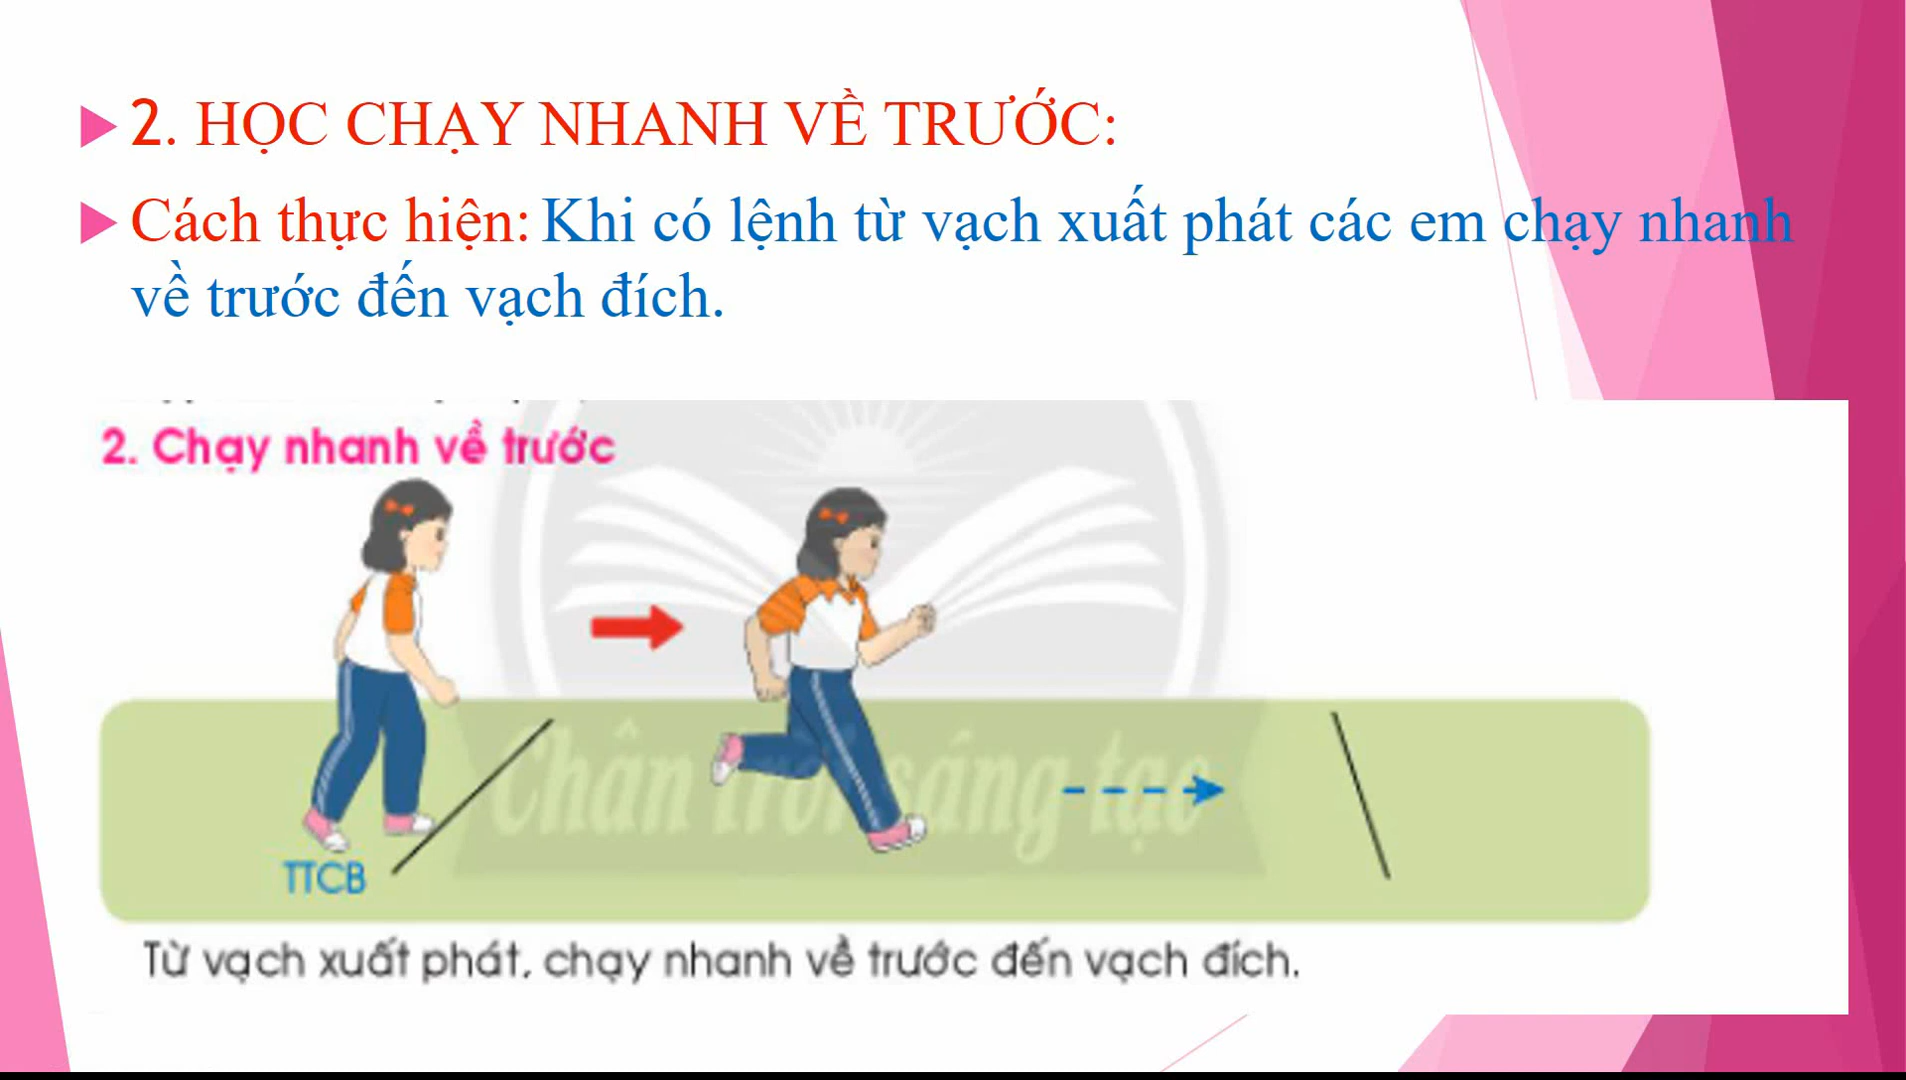 2. HỌC CHẠY NHANH VỀ TRƯỚC:
Cách thực hiện: Khi có lệnh từ vạch xuất phát các em chạy nhanh
về trước đến vạch đích.
2. Chạy nhanh về trước
Chân trời sáng tạo
TTCB
Từ vạch xuất phát, chạy nhanh về trước đến vạch đích.